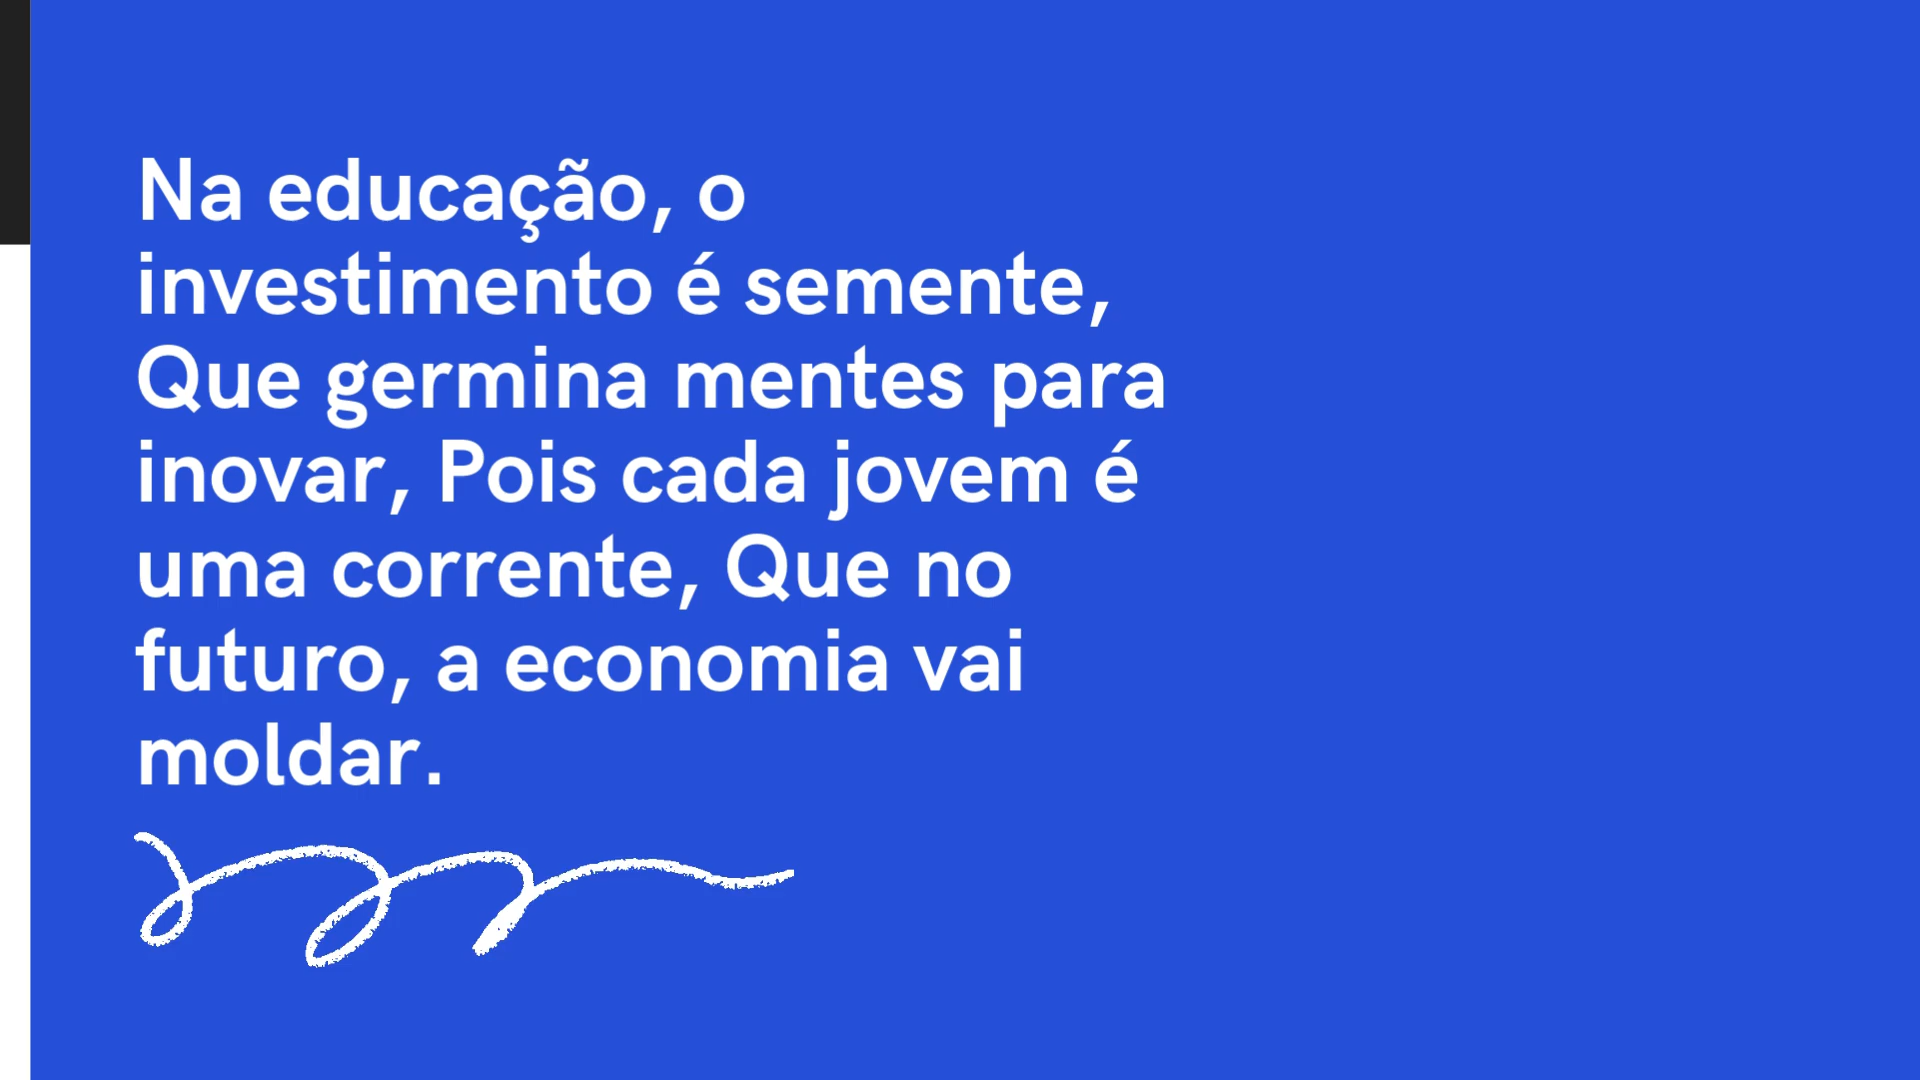 Na educação, o
investimento é semente,
Que germina mentes para
inovar, Pois cada jovem é
uma corrente, Que no
futuro, a economia vai
moldar.